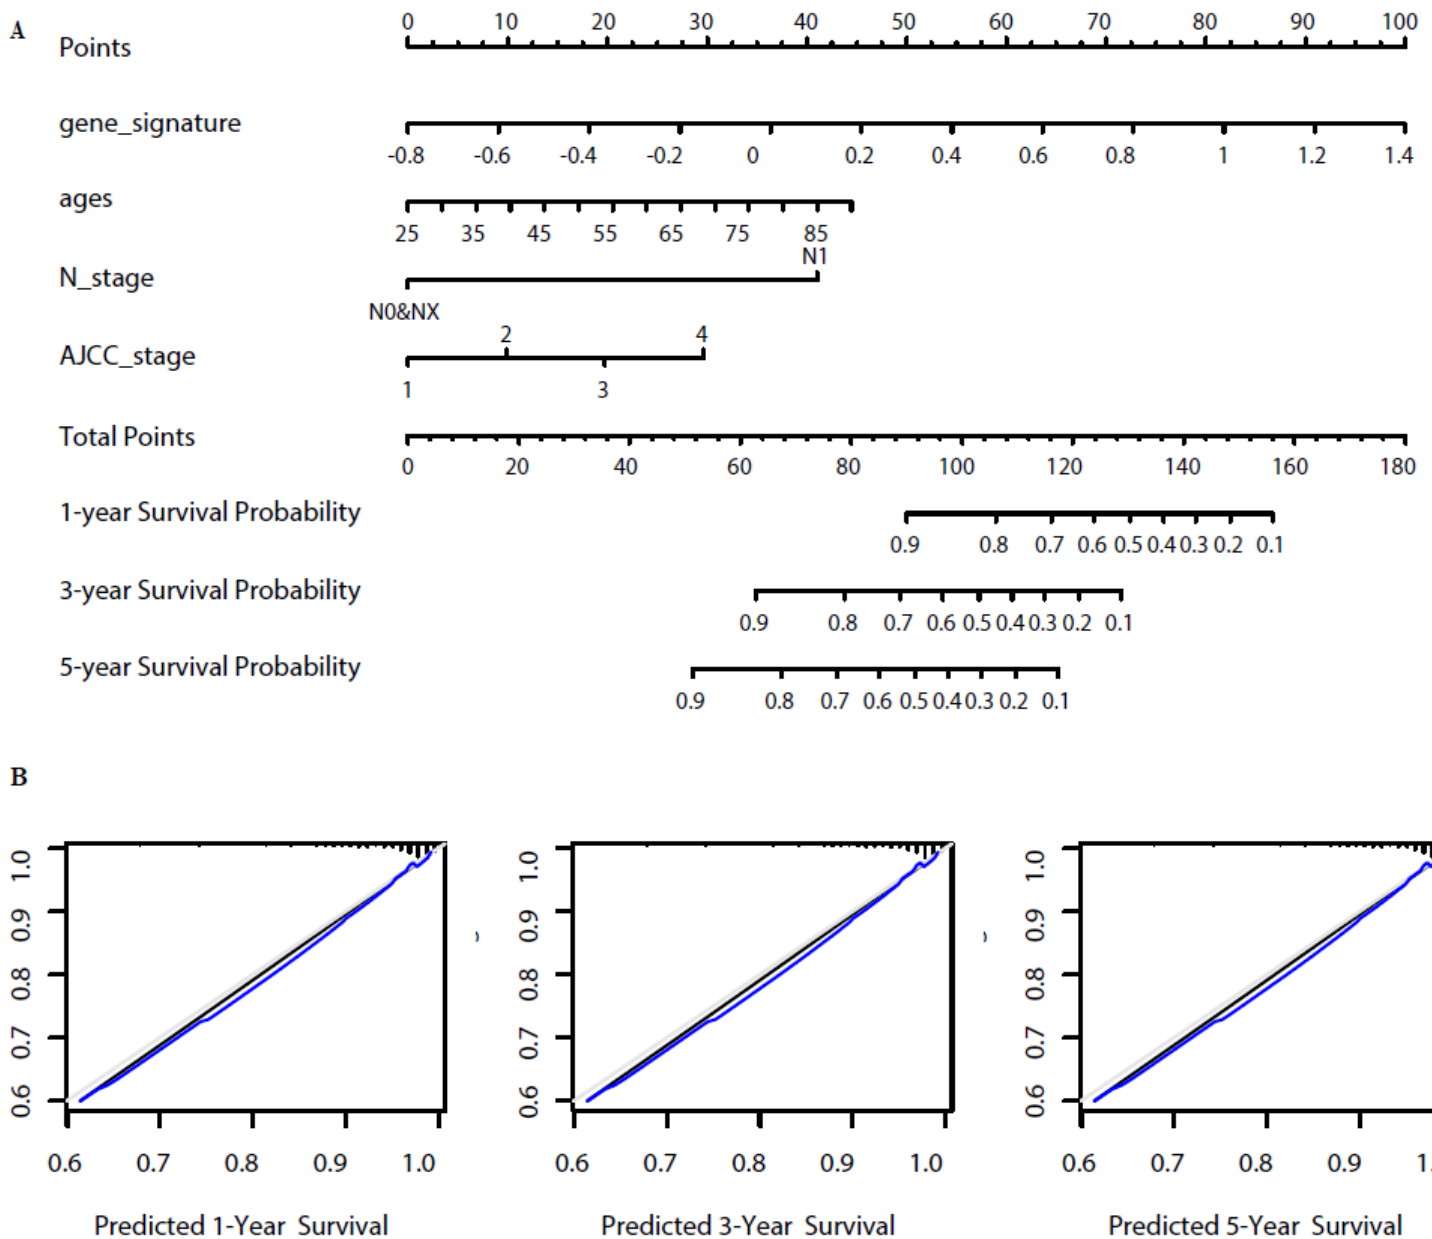 A
0 10 20 30 40 50 60 70 80 90 100
Points
gene_signature
-0.8 -0.6 -0.4 -0.2 0 0.2 0.4 0.6 0.8 1 1.2 1.4
ages
25 35 45 55 65 75 85
N1
N_stage
N0&NX
2 4
AJCC_stage
1 3
Total Points
0 20 40 60 80 100 120 140 160 180
1-year Survival Probability
0.9 0.8 0.7 0.6 0.5 0.4 0.3 0.2 0.1
3-year Survival Probability
0.9 0.8 0.7 0.6 0.5 0.4 0.3 0.2 0.1
5-year Survival Probability
0.9 0.8 0.7 0.6 0.5 0.4 0.3 0.2 0.1
B
1.0
0.9
0.8
0.7
0.6
0.6 0.7 0.8 0.9 1.0
Predicted 1-Year Survival
1.0
0.9
0.8
0.7
0.6
0.6 0.7 0.8 0.9 1.0
Predicted 3-Year Survival
1.0
0.9
0.8
0.7
0.6
0.6 0.7 0.8 0.9 1.
Predicted 5-Year Survival